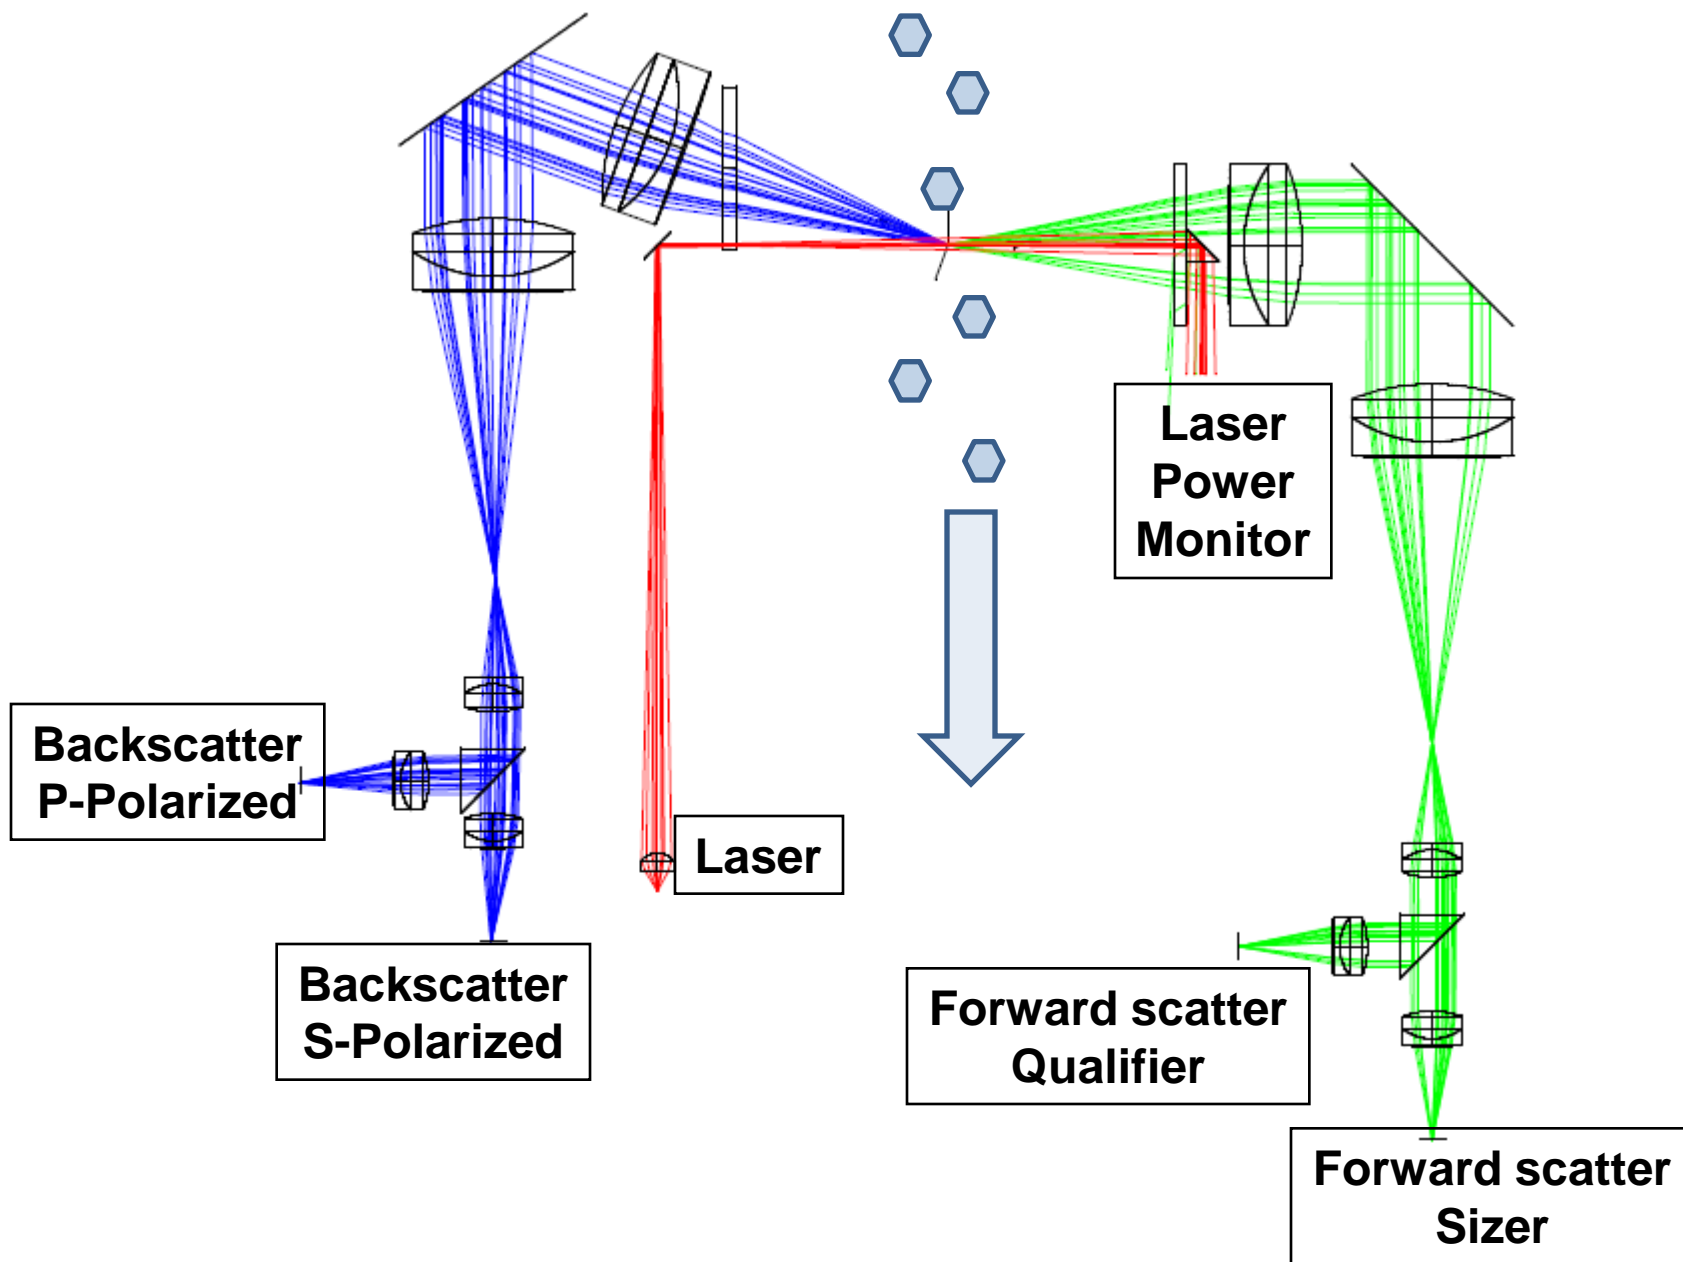 Laser
Power
Monitor
Backscatter
P-Polarized
Laser
Backscatter
S-Polarized
Forward scatter
Qualifier
Forward scatter
Sizer